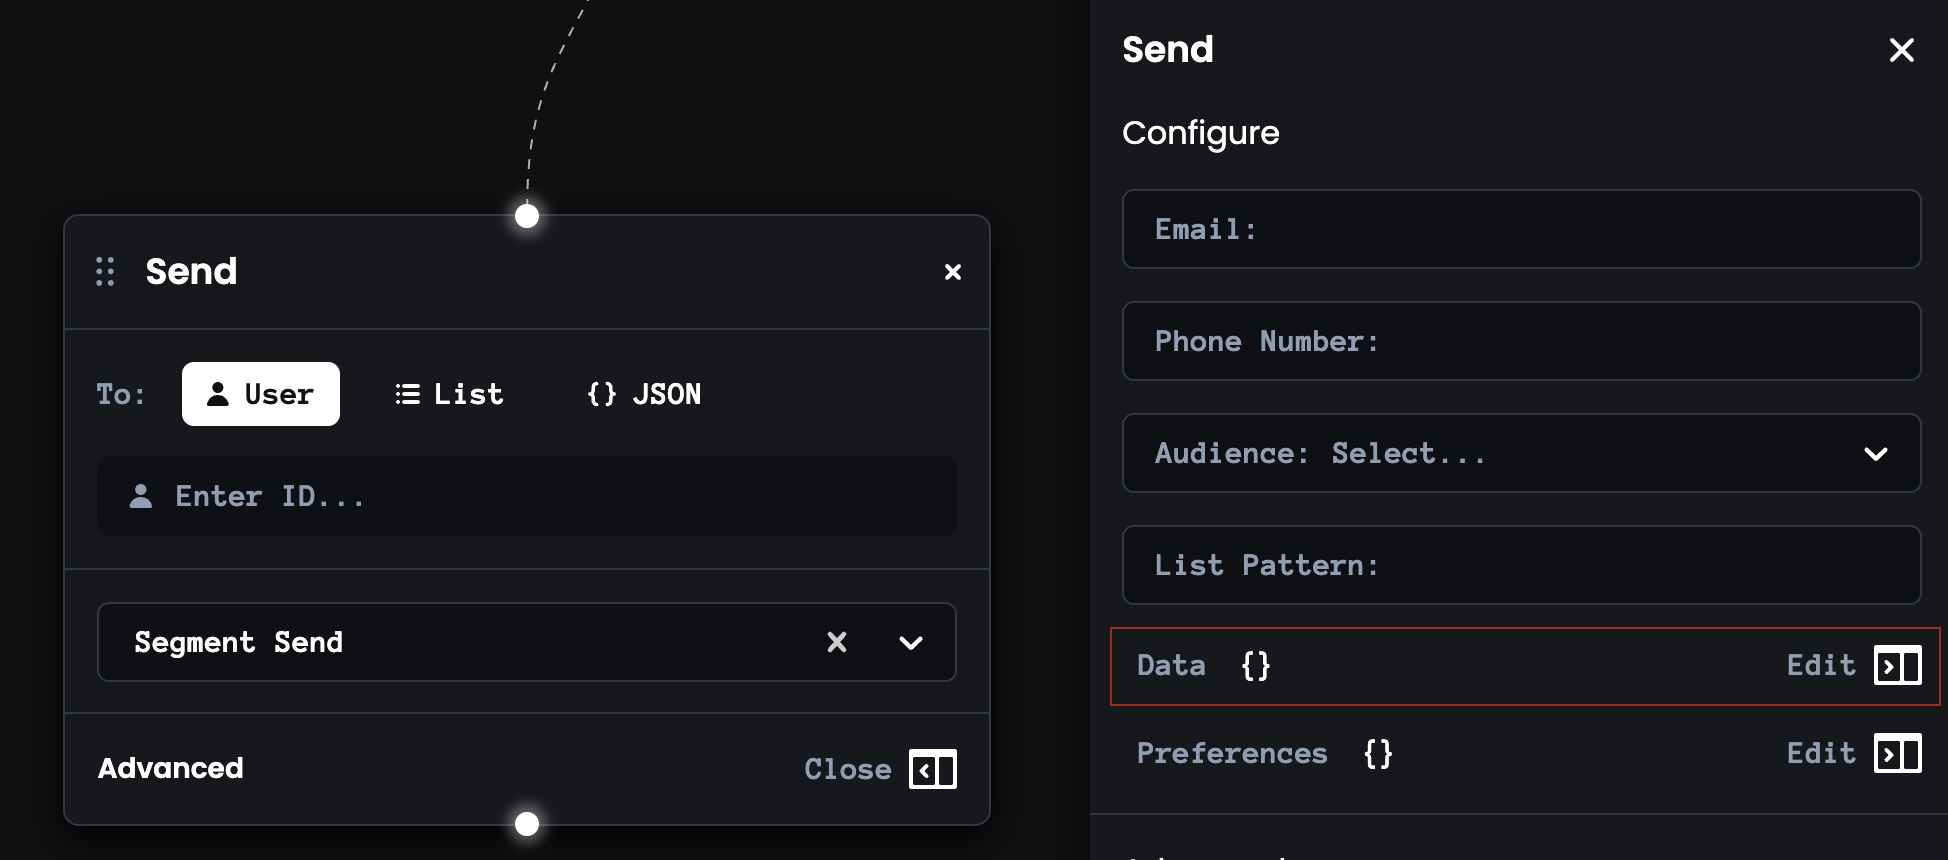 Send
To: User List {} JSON
Enter ID...
Segment Send
Advanced Close
Send
Configure
Email:
Phone Number:
Audience: Select...
List Pattern:
Data {} Edit
Preferences {} Edit